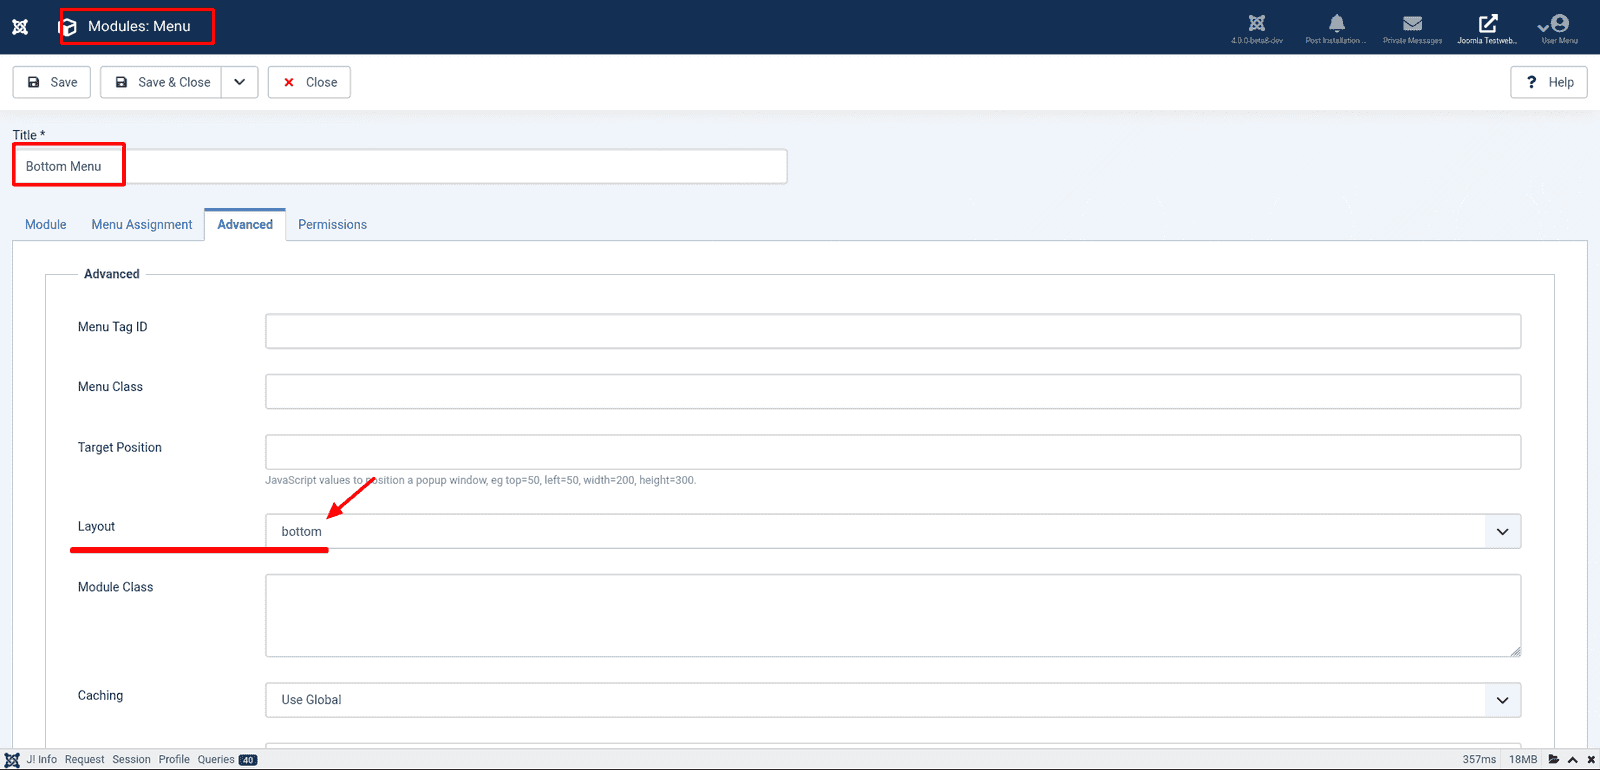 Modules: Menu
4.0.0-beta8-dev
Post Installation ...
Private Messages
Joomla Testweb...
User Menu
Save
Save & Close
Close
? Help
Title *
Bottom Menu
Module
Menu Assignment
Advanced
Permissions
Advanced
Menu Tag ID
Menu Class
Target Position
JavaScript values to position a popup window, eg top=50, left=50, width=200, height=300.
Layout
bottom
Module Class
Caching
Use Global
J! Info Request Session Profile Queries 40
357ms 18MB